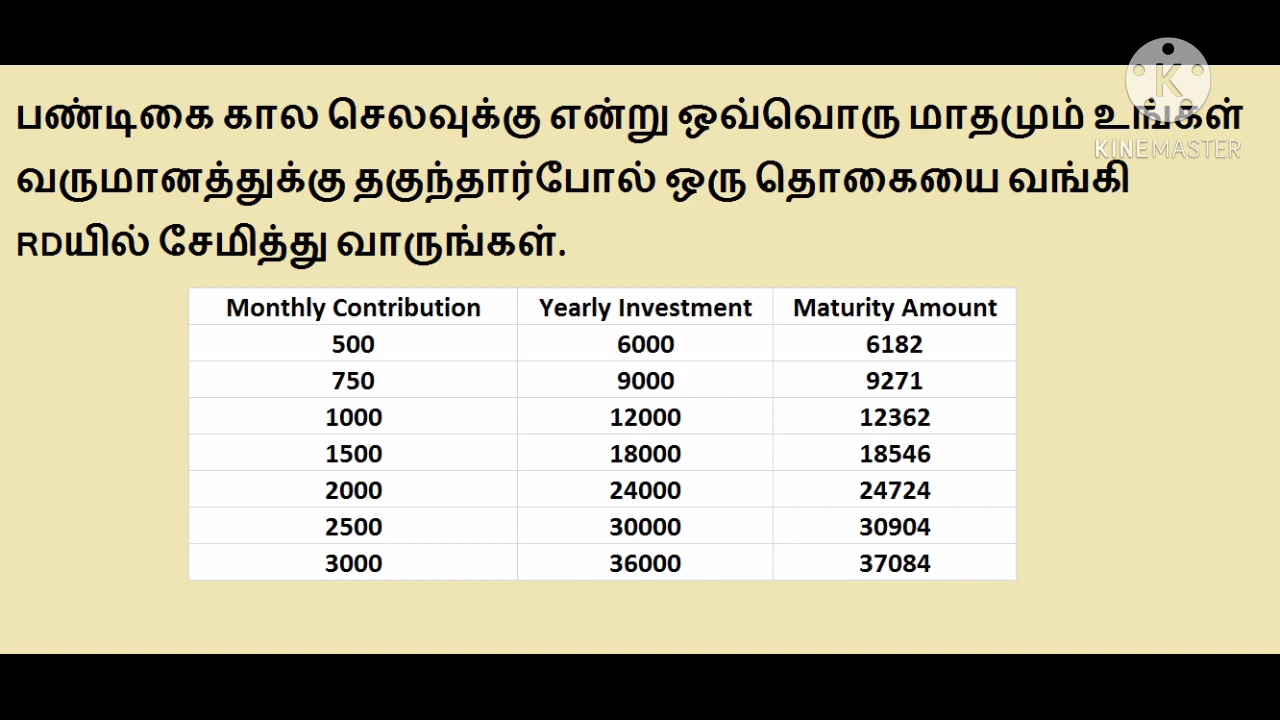 பண்டிகை கால செலவுக்கு என்று ஒவ்வொரு மாதமும் உங்கள்
வருமானத்துக்கு தகுந்தார்போல் ஒரு தொகையை வங்கி
RDயில் சேமித்து வாருங்கள்.
K
KINEMASTER
Monthly Contribution Yearly Investment Maturity Amount
500 6000 6182
750 9000 9271
1000 12000 12362
1500 18000 18546
2000 24000 24724
2500 30000 30904
3000 36000 37084